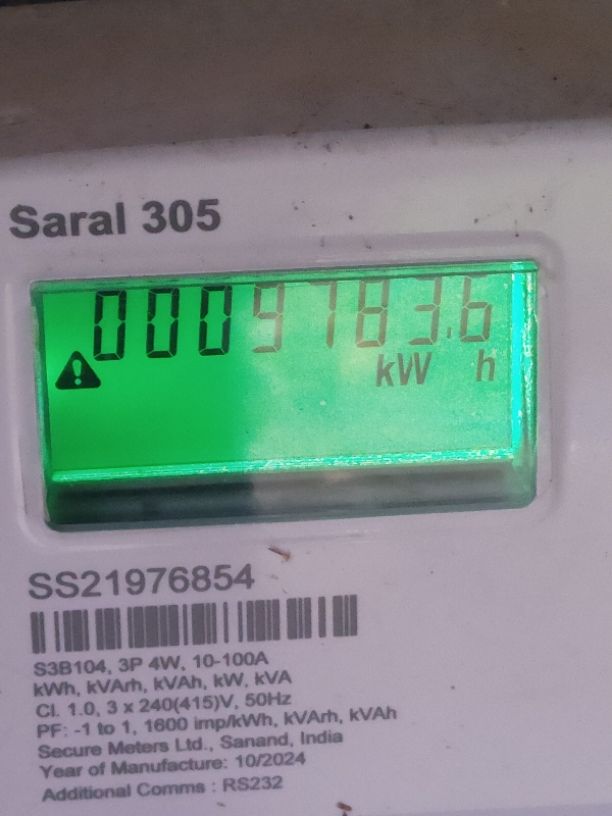 Saral 305
0009783.6
kW h
SS21976854
S3B104, 3P 4W, 10-100A
kWh, kVArh, kVAh, kW, kVA
Cl. 1.0, 3 x 240(415)V, 50Hz
PF: -1 to 1, 1600 imp/kWh, kVArh, kVAh
Secure Meters Ltd., Sanand, India
Year of Manufacture: 10/2024
Additional Comms : RS232